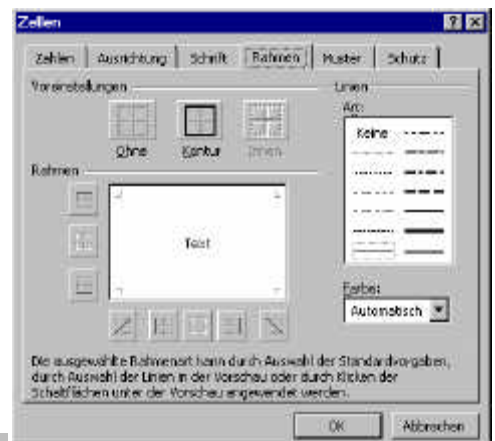 Zellen
Zahlen Ausrichtung Schrift Rahmen Muster Schutz
Voreinstellungen
Linien
Art:
Keine
Ohne Kontur Innen
Rahmen
Text
Farbe:
Automatisch
Die ausgewählte Rahmenart kann durch Auswahl der Standardvorgaben,
durch Auswahl der Linien in der Vorschau oder durch Klicken der
Schaltflächen unter der Vorschau angewendet werden.
OK Abbrechen